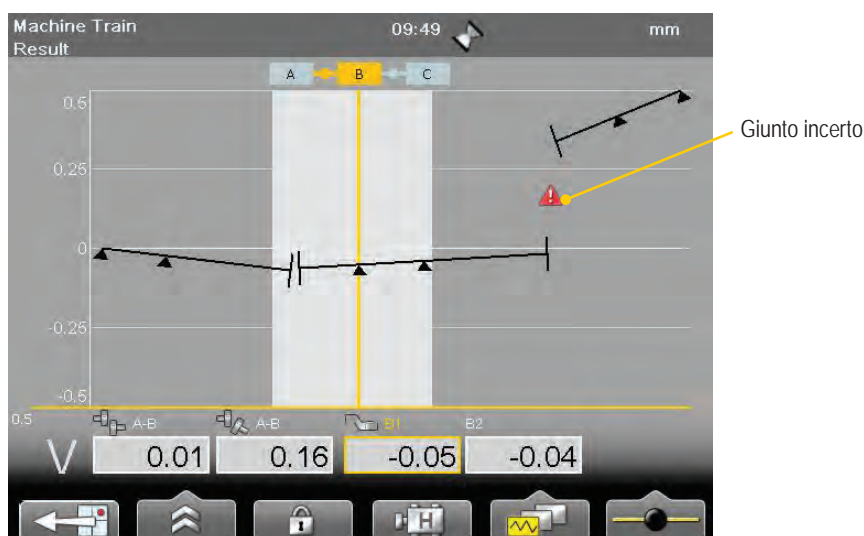 Machine Train
Result
09:49
mm
A B C
0.5
0.25
0
-0.25
-0.5
0.5
A-B
A-B
B1
B2
V
0.01
0.16
-0.05
-0.04
H
Giunto incerto